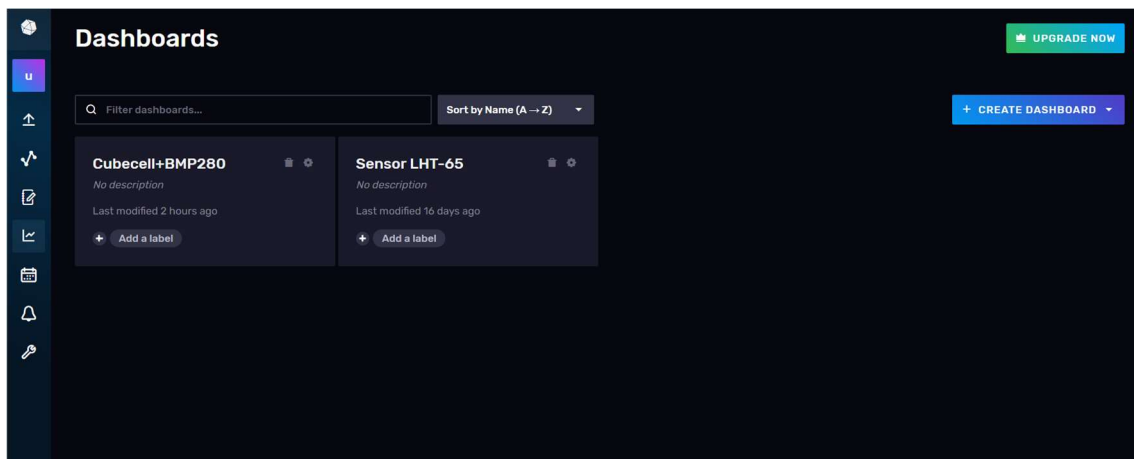 Dashboards
UPGRADE NOW
u
Filter dashboards...
Sort by Name (A → Z)
+ CREATE DASHBOARD
Cubecell+BMP280
No description
Last modified 2 hours ago
+ Add a label
Sensor LHT-65
No description
Last modified 16 days ago
+ Add a label